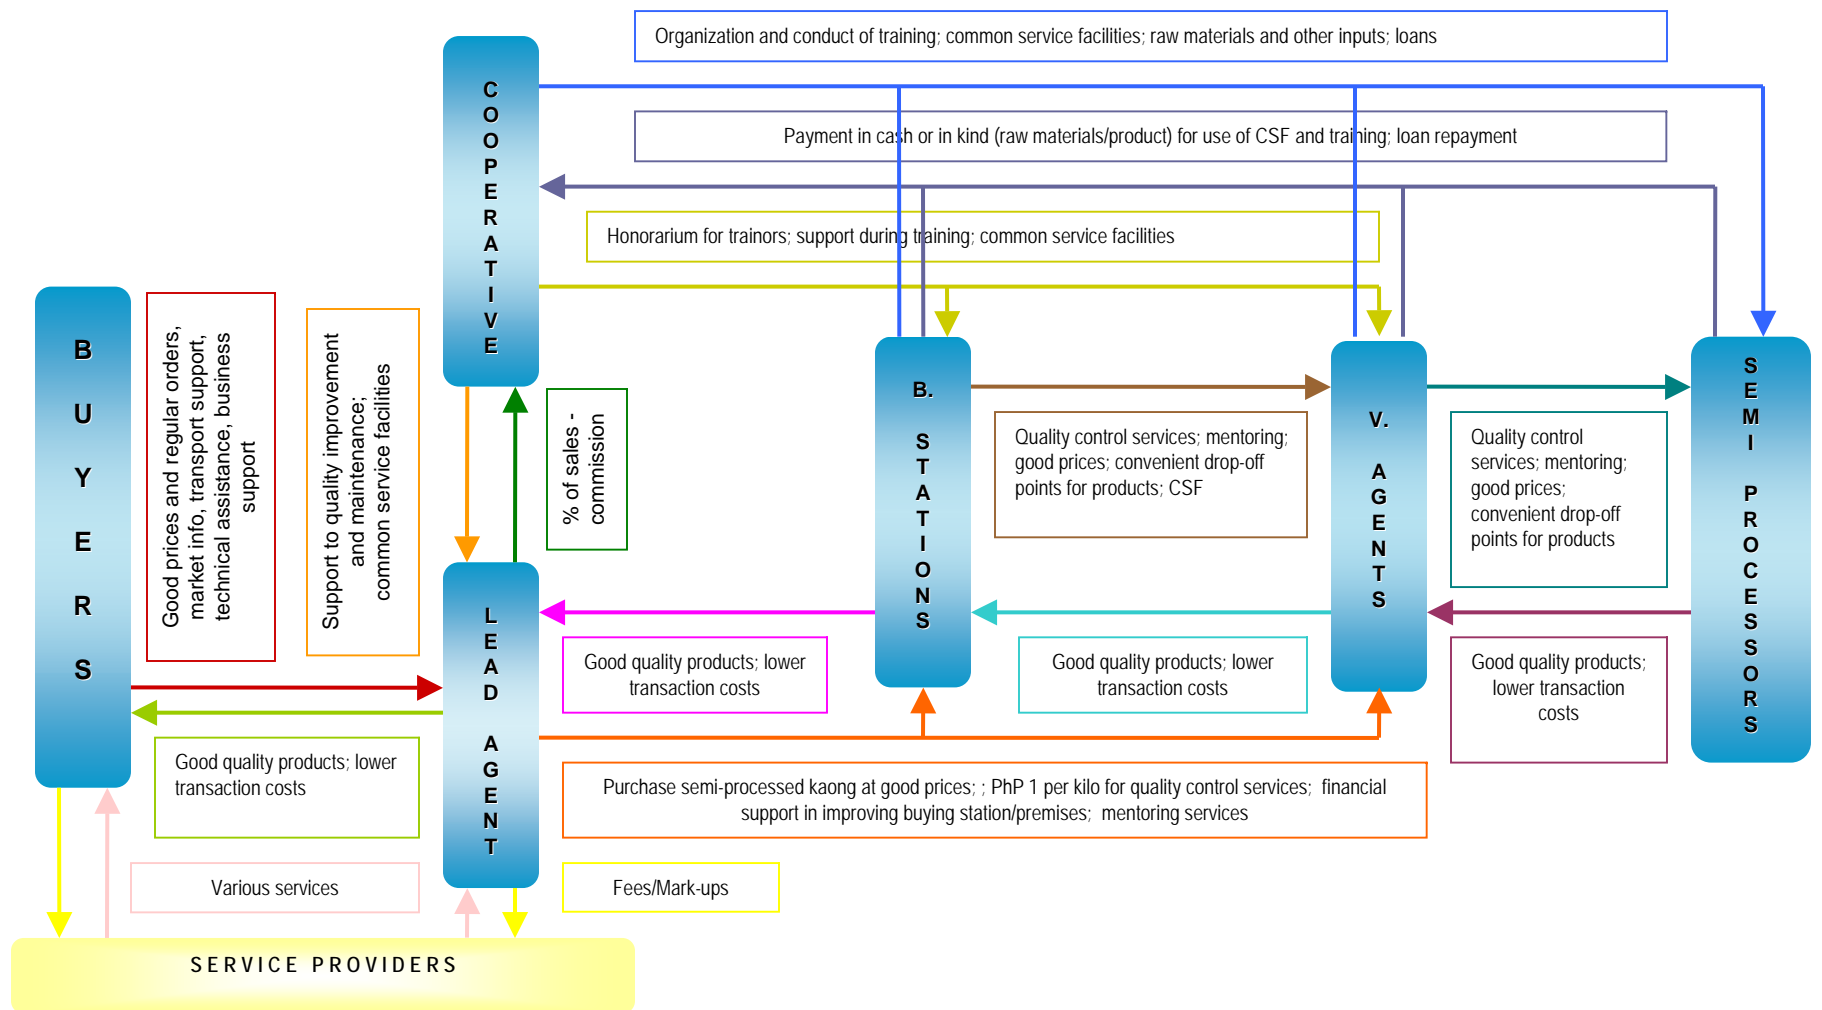 Organization and conduct of training; common service facilities; raw materials and other inputs; loans
COOPERATIVE
Payment in cash or in kind (raw materials/product) for use of CSF and training; loan repayment
Honorarium for trainors; support during training; common service facilities
BUYERS
Good prices and regular orders,
market info, transport support,
technical assistance, business
support
Support to quality improvement
and maintenance;
common service facilities
% of sales -
commission
B. STATIONS
Quality control services; mentoring;
good prices; convenient drop-off
points for products; CSF
V. AGENTS
Quality control
services; mentoring;
good prices;
convenient drop-off
points for products
SEMI PROCESSORS
LEAD AGENT
Good quality products; lower
transaction costs
Good quality products; lower
transaction costs
Good quality products;
lower transaction
costs
Good quality products; lower
transaction costs
Purchase semi-processed kaong at good prices; ; PhP 1 per kilo for quality control services; financial
support in improving buying station/premises; mentoring services
Various services
Fees/Mark-ups
SERVICE PROVIDERS